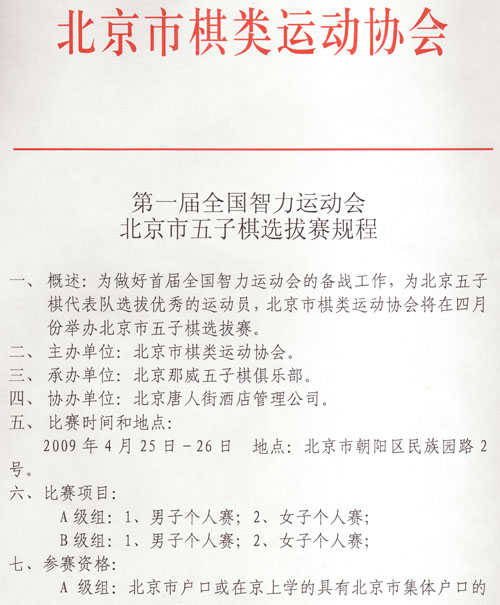 北京市棋类运动协会
第一届全国智力运动会
北京市五子棋选拔赛规程
一、 概述：为做好首届全国智力运动会的备战工作，为北京五子
棋代表队选拔优秀的运动员，北京市棋类运动协会将在四月
份举办北京市五子棋选拔赛。
二、 主办单位：北京市棋类运动协会。
三、 承办单位：北京那威五子棋俱乐部。
四、 协办单位：北京唐人街酒店管理公司。
五、 比赛时间和地点：
2009 年 4 月 25 日－26 日 地点：北京市朝阳区民族园路 2
号。
六、 比赛项目：
A 级组：1、男子个人赛；2、女子个人赛；
B 级组：1、男子个人赛；2、女子个人赛；
七、 参赛资格：
A 级组：北京市户口或在京上学的具有北京市集体户口的